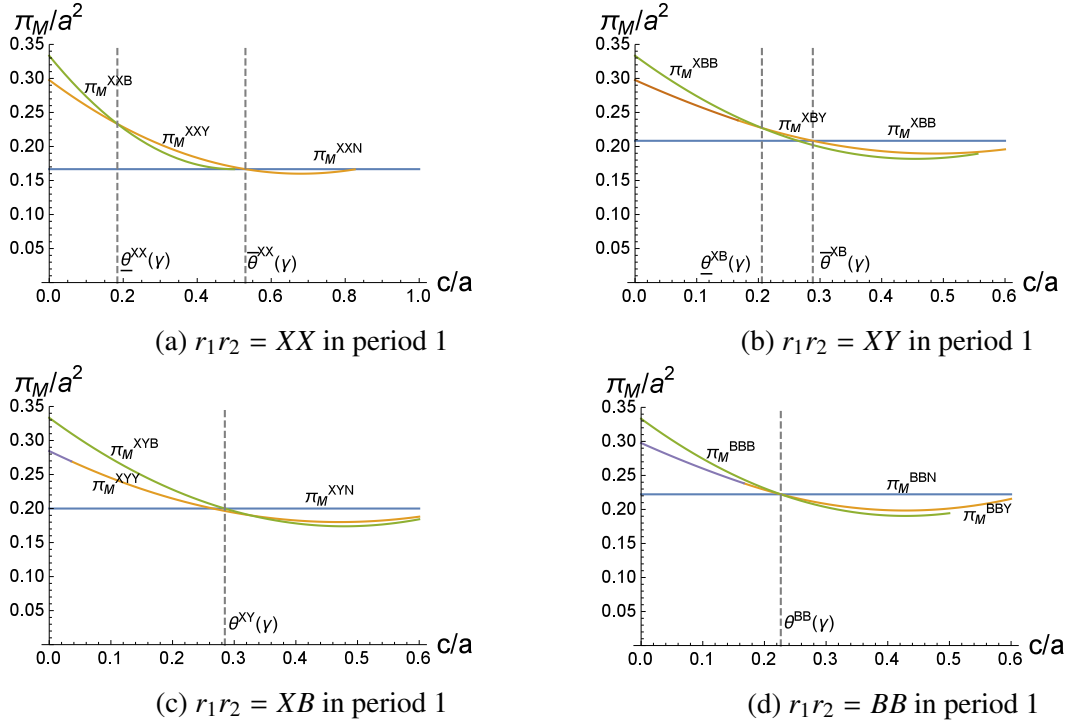 π_M/a²
0.35
0.30
0.25
0.20
0.15
0.10
0.05
π_M^XXB
π_M^XXY
π_M^XXN
θ̲^XX(γ)
θ̅^XX(γ)
0.0 0.2 0.4 0.6 0.8 1.0
c/a
(a) r₁r₂ = XX in period 1
π_M/a²
0.35
0.30
0.25
0.20
0.15
0.10
0.05
π_M^XBB
π_M^XBY
π_M^XBB
θ̲^XB(γ)
θ̅^XB(γ)
0.0 0.1 0.2 0.3 0.4 0.5 0.6
c/a
(b) r₁r₂ = XY in period 1
π_M/a²
0.35
0.30
0.25
0.20
0.15
0.10
0.05
π_M^XYB
π_M^XYY
π_M^XYN
θ^XY(γ)
0.0 0.1 0.2 0.3 0.4 0.5 0.6
c/a
(c) r₁r₂ = XB in period 1
π_M/a²
0.35
0.30
0.25
0.20
0.15
0.10
0.05
π_M^BBB
π_M^BBN
π_M^BBY
θ^BB(γ)
0.0 0.1 0.2 0.3 0.4 0.5 0.6
c/a
(d) r₁r₂ = BB in period 1